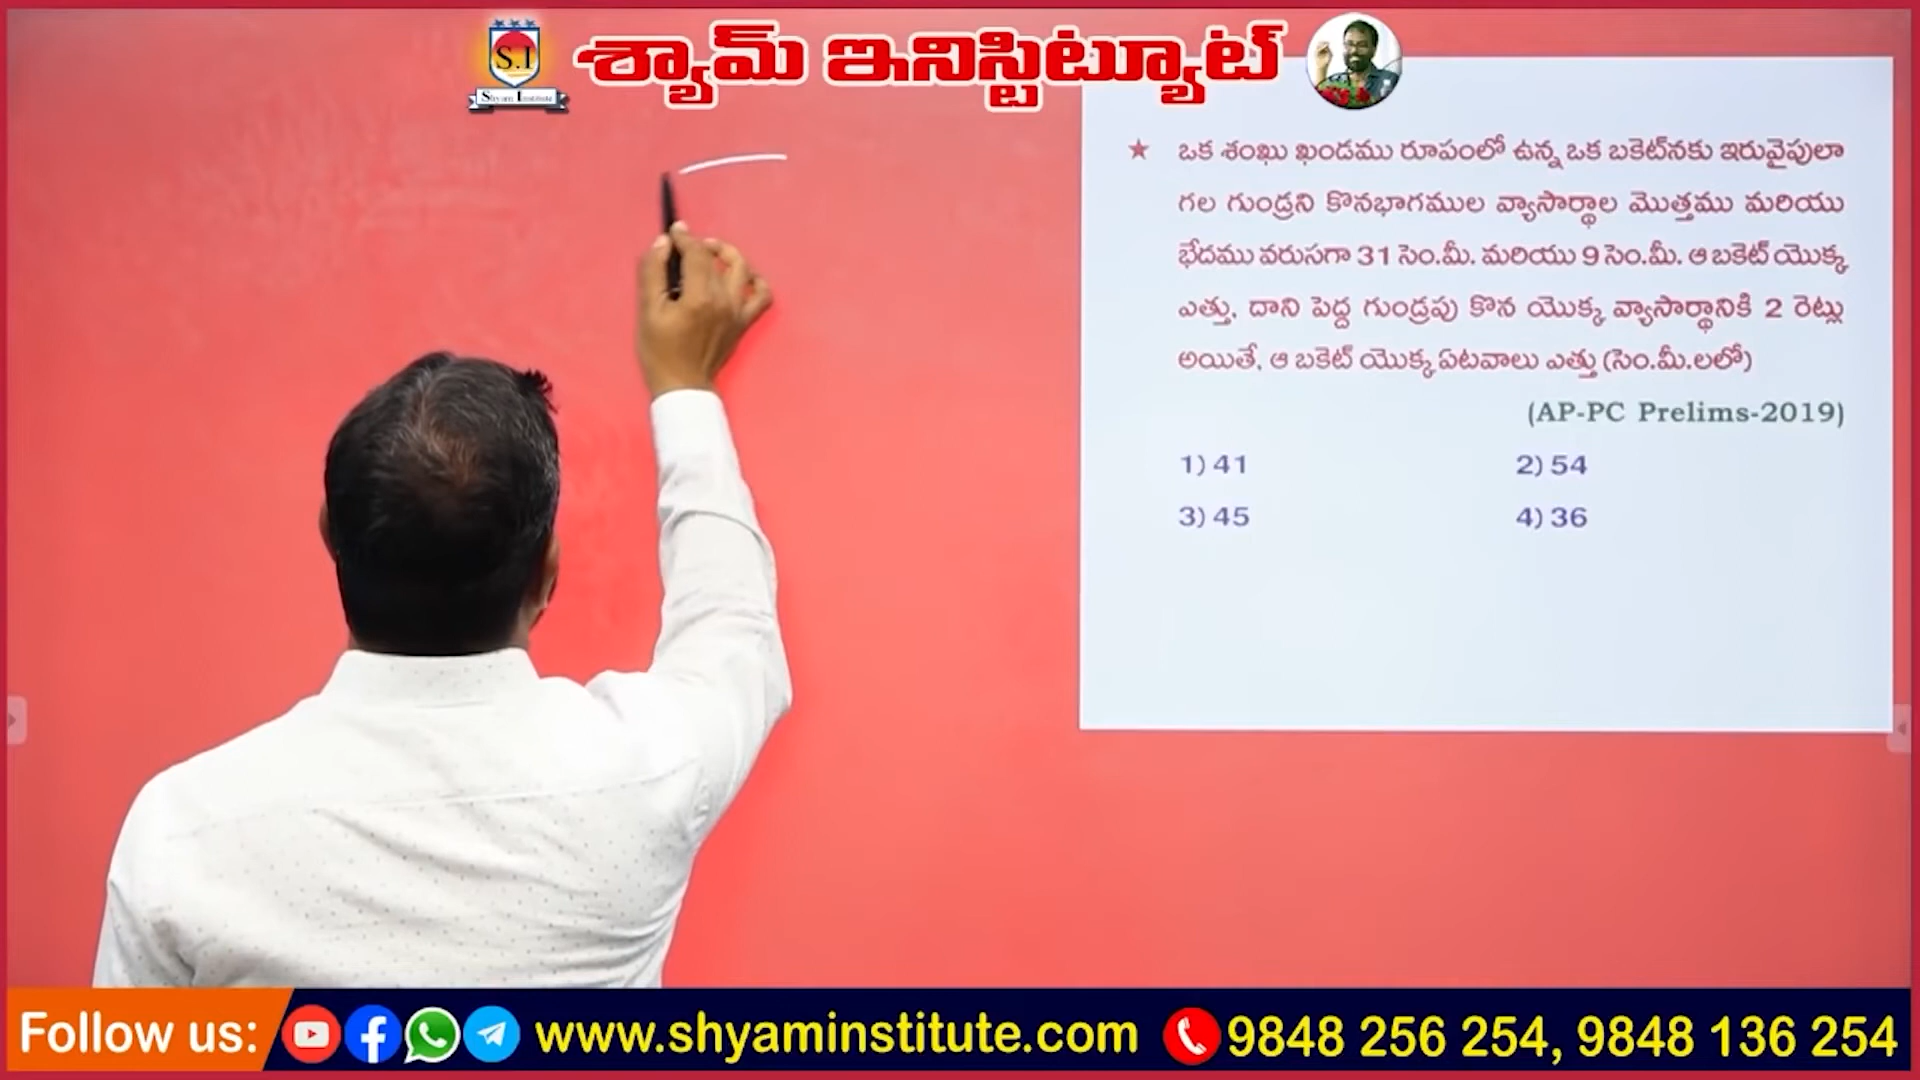 S.I
Shyam Institute
శ్యామ్ ఇనిస్టిట్యూట్
★ ఒక శంఖు ఖండము రూపంలో ఉన్న ఒక బకెట్‌నకు ఇరువైపులా
గల గుండ్రని కొనభాగముల వ్యాసార్థాల మొత్తము మరియు
భేదము వరుసగా 31 సెం.మీ. మరియు 9 సెం.మీ. ఆ బకెట్ యొక్క
ఎత్తు, దాని పెద్ద గుండ్రపు కొన యొక్క వ్యాసార్థానికి 2 రెట్లు
అయితే, ఆ బకెట్ యొక్క ఏటవాలు ఎత్తు (సెం.మీ.లలో)
(AP-PC Prelims-2019)
1) 41 2) 54
3) 45 4) 36
Follow us: www.shyaminstitute.com 9848 256 254, 9848 136 254